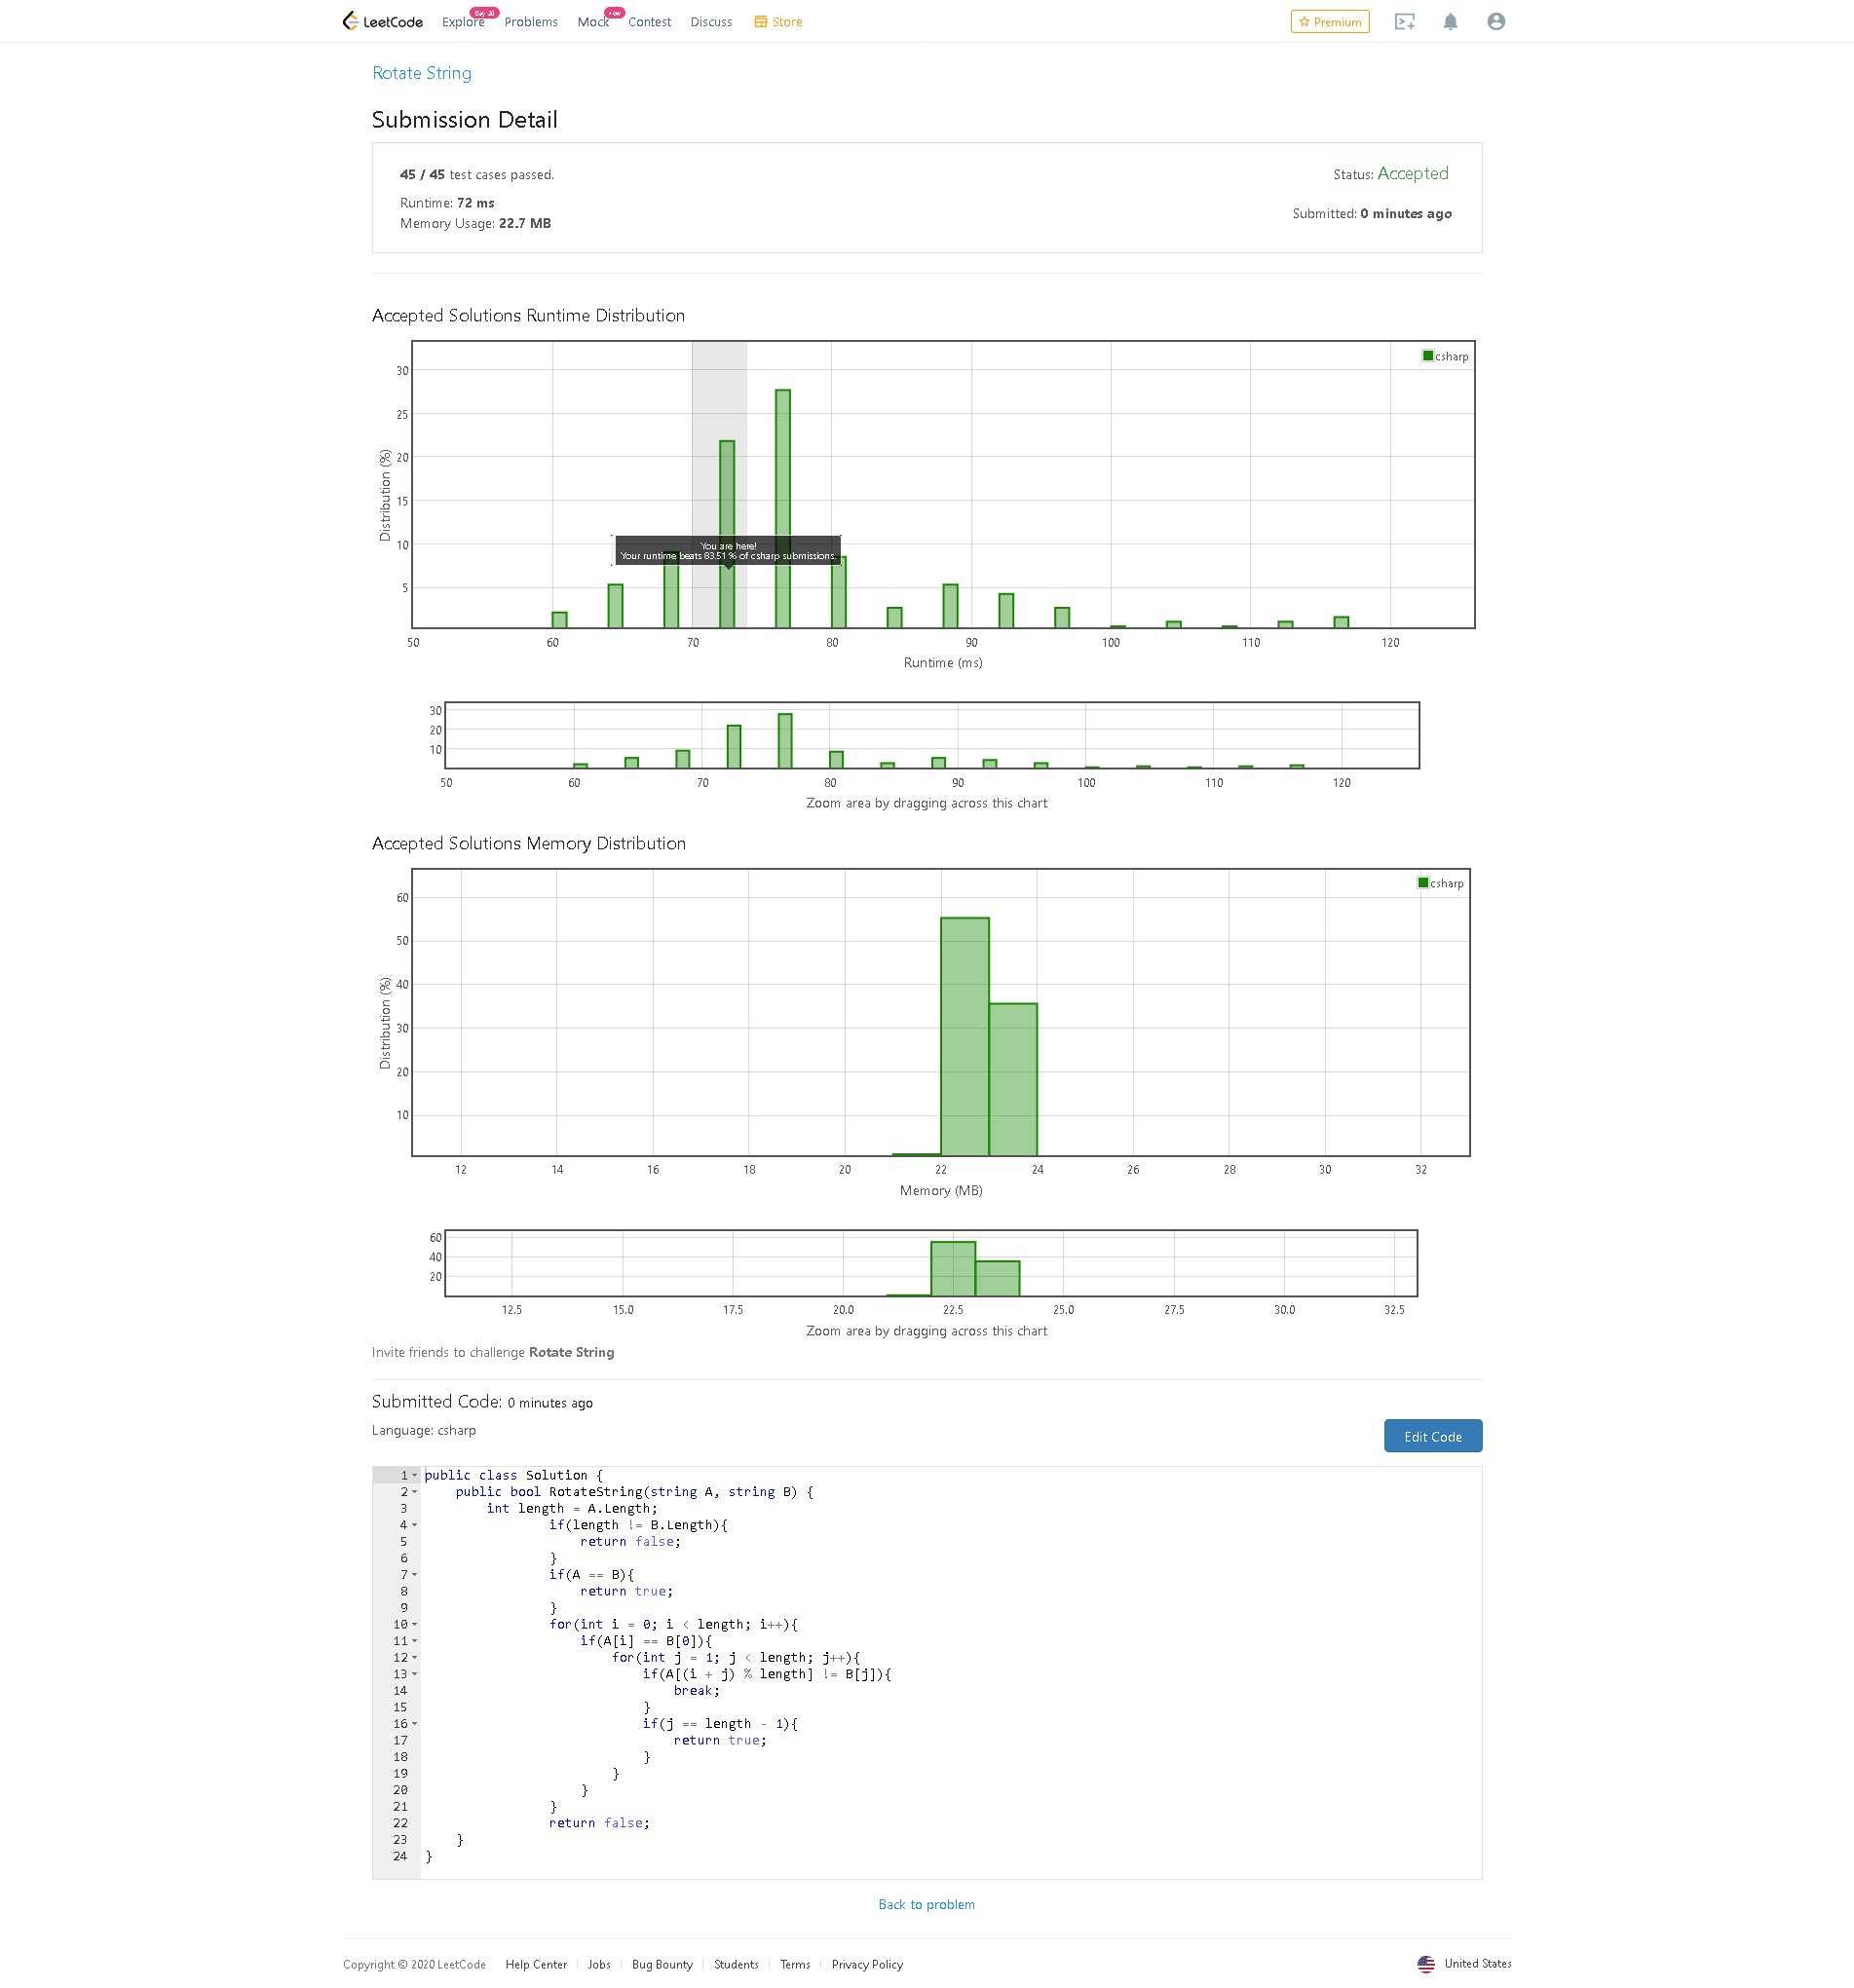 LeetCode Explore Day 20 Problems Mock new Contest Discuss Store Premium
Rotate String
Submission Detail
45 / 45 test cases passed.
Status: Accepted
Runtime: 72 ms
Submitted: 0 minutes ago
Memory Usage: 22.7 MB
Accepted Solutions Runtime Distribution
csharp
30
25
20
15
10
5
Distribution (%)
You are here!
Your runtime beats 83.51 % of csharp submissions.
50 60 70 80 90 100 110 120
Runtime (ms)
30
20
10
50 60 70 80 90 100 110 120
Zoom area by dragging across this chart
Accepted Solutions Memory Distribution
csharp
60
50
40
30
20
10
Distribution (%)
12 14 16 18 20 22 24 26 28 30 32
Memory (MB)
60
40
20
12.5 15.0 17.5 20.0 22.5 25.0 27.5 30.0 32.5
Zoom area by dragging across this chart
Invite friends to challenge Rotate String
Submitted Code: 0 minutes ago
Language: csharp
Edit Code
1 public class Solution {
2     public bool RotateString(string A, string B) {
3         int length = A.Length;
4                 if(length != B.Length){
5                     return false;
6                 }
7                 if(A == B){
8                     return true;
9                 }
10                 for(int i = 0; i < length; i++){
11                     if(A[i] == B[0]){
12                         for(int j = 1; j < length; j++){
13                             if(A[(i + j) % length] != B[j]){
14                                 break;
15                             }
16                             if(j == length - 1){
17                                 return true;
18                             }
19                         }
20                     }
21                 }
22                 return false;
23     }
24 }
Back to problem
Copyright © 2020 LeetCode Help Center Jobs Bug Bounty Students Terms Privacy Policy United States